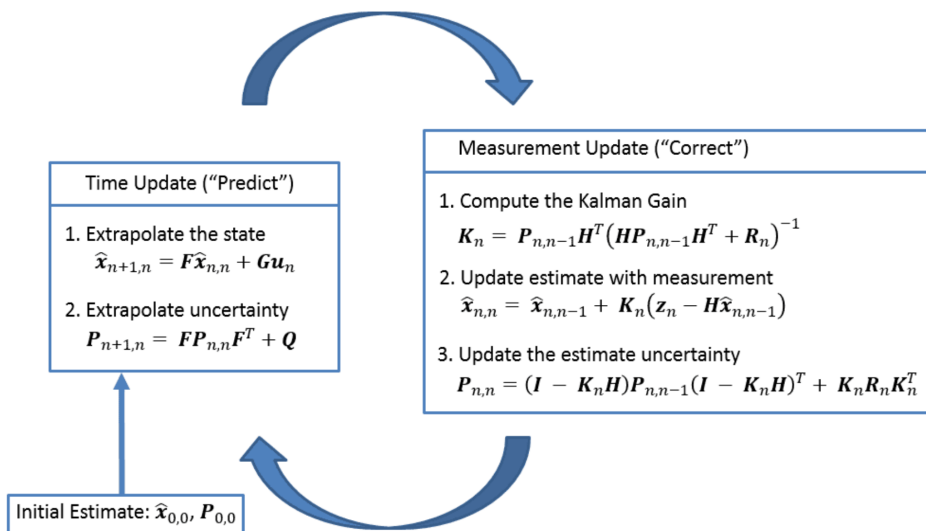 Time Update (“Predict”)
1. Extrapolate the state
x̂ₙ₊₁,ₙ = Fx̂ₙ,ₙ + Guₙ
2. Extrapolate uncertainty
Pₙ₊₁,ₙ = FPₙ,ₙFᵀ + Q
Initial Estimate: x̂₀,₀, P₀,₀
Measurement Update (“Correct”)
1. Compute the Kalman Gain
Kₙ = Pₙ,ₙ₋₁Hᵀ(HPₙ,ₙ₋₁Hᵀ + Rₙ)⁻¹
2. Update estimate with measurement
x̂ₙ,ₙ = x̂ₙ,ₙ₋₁ + Kₙ(zₙ − Hx̂ₙ,ₙ₋₁)
3. Update the estimate uncertainty
Pₙ,ₙ = (I − KₙH)Pₙ,ₙ₋₁(I − KₙH)ᵀ + KₙRₙKₙᵀ